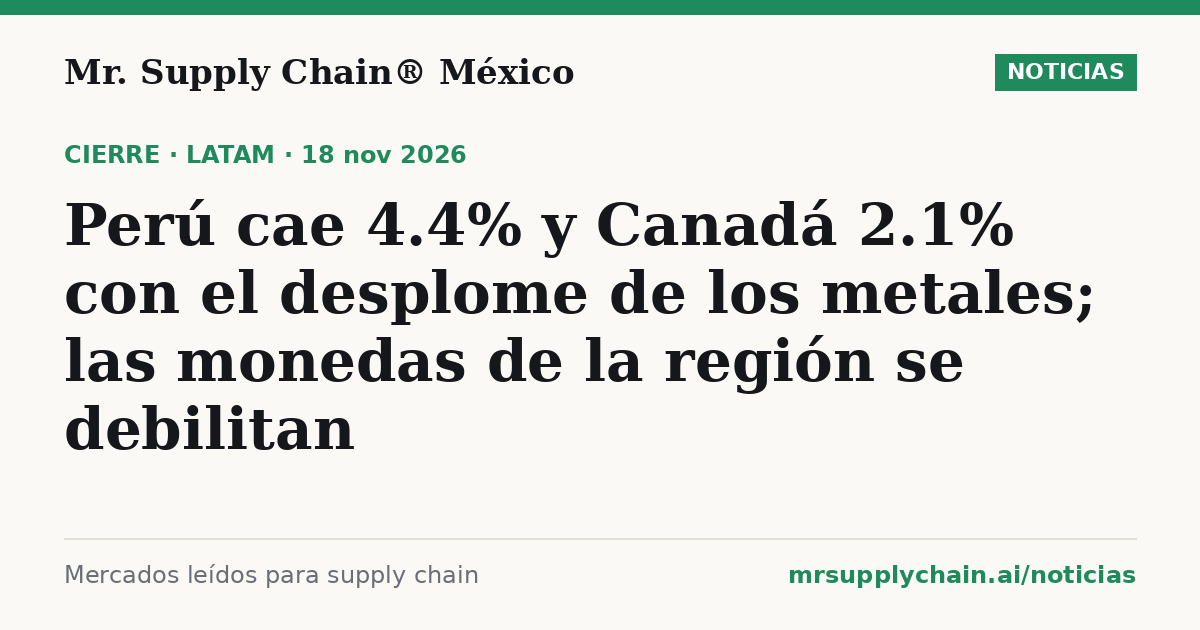 Mr. Supply Chain® México
NOTICIAS
CIERRE · LATAM · 18 nov 2026
Perú cae 4.4% y Canadá 2.1%
con el desplome de los metales;
las monedas de la región se
debilitan
Mercados leídos para supply chain
mrsupplychain.ai/noticias